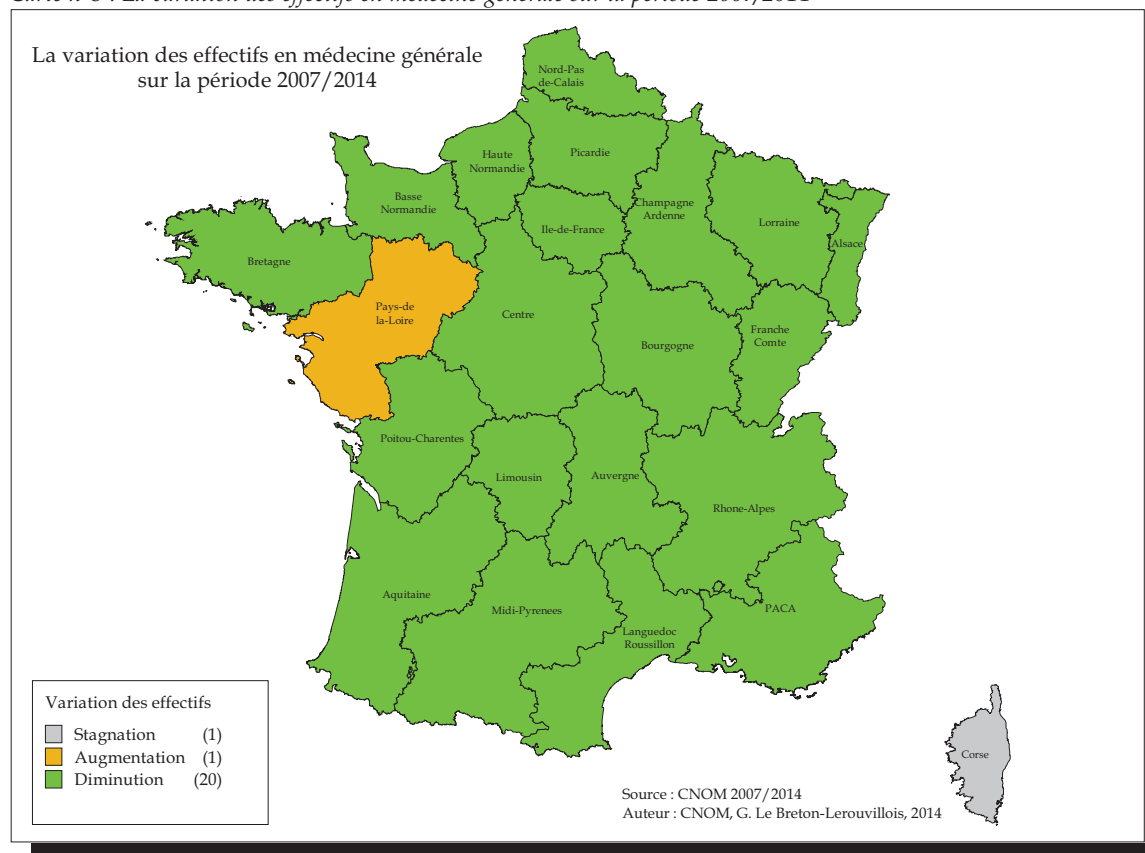 La variation des effectifs en médecine générale
sur la période 2007/2014
Nord-Pas
de-Calais
Haute
Normandie
Picardie
Basse
Normandie
Champagne
Ardenne
Ile-de-France
Lorraine
Alsace
Bretagne
Pays-de
la-Loire
Centre
Bourgogne
Franche
Comte
Poitou-Charentes
Limousin
Auvergne
Rhone-Alpes
Aquitaine
Midi-Pyrenees
Languedoc
Roussillon
PACA
Corse
Variation des effectifs
Stagnation (1)
Augmentation (1)
Diminution (20)
Source : CNOM 2007/2014
Auteur : CNOM, G. Le Breton-Lerouvillois, 2014